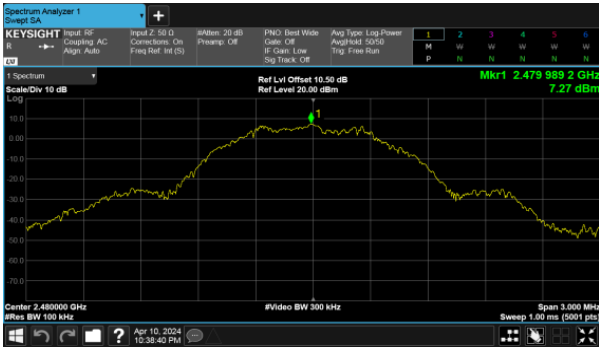 Spectrum Analyzer 1
Swept SA
KEYSIGHT
R
Input: RF
Coupling: AC
Align: Auto
Input Z: 50 Ω
Corrections: On
Freq Ref: Int (S)
#Atten: 20 dB
Preamp: Off
PNO: Best Wide
Gate: Off
IF Gain: Low
Sig Track: Off
Avg Type: Log-Power
Avg|Hold: 50/50
Trig: Free Run
1 2 3 4 5 6
M W W W W W
P N N N N N
1 Spectrum
Scale/Div 10 dB
Ref Lvl Offset 10.50 dB
Ref Level 20.00 dBm
Mkr1 2.479 989 2 GHz
7.27 dBm
Log
1
10.0
0.00
-10.0
-20.0
-30.0
-40.0
-50.0
-60.0
-70.0
Center 2.480000 GHz
#Res BW 100 kHz
#Video BW 300 kHz
Span 3.000 MHz
Sweep 1.00 ms (5001 pts)
?
Apr 10, 2024
10:38:40 PM